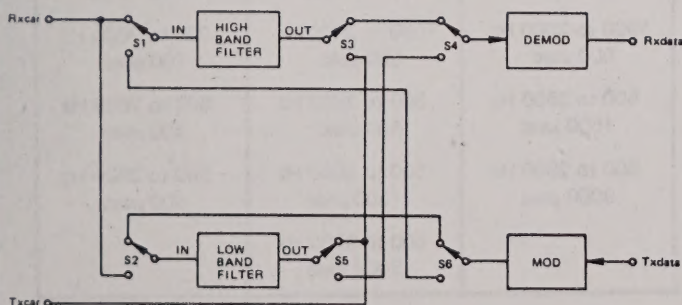 Rxcar
S1
IN
HIGH
BAND
FILTER
OUT
S3
S4
DEMOD
Rxdata
S2
IN
LOW
BAND
FILTER
OUT
S5
S6
MOD
Txdata
Txcar